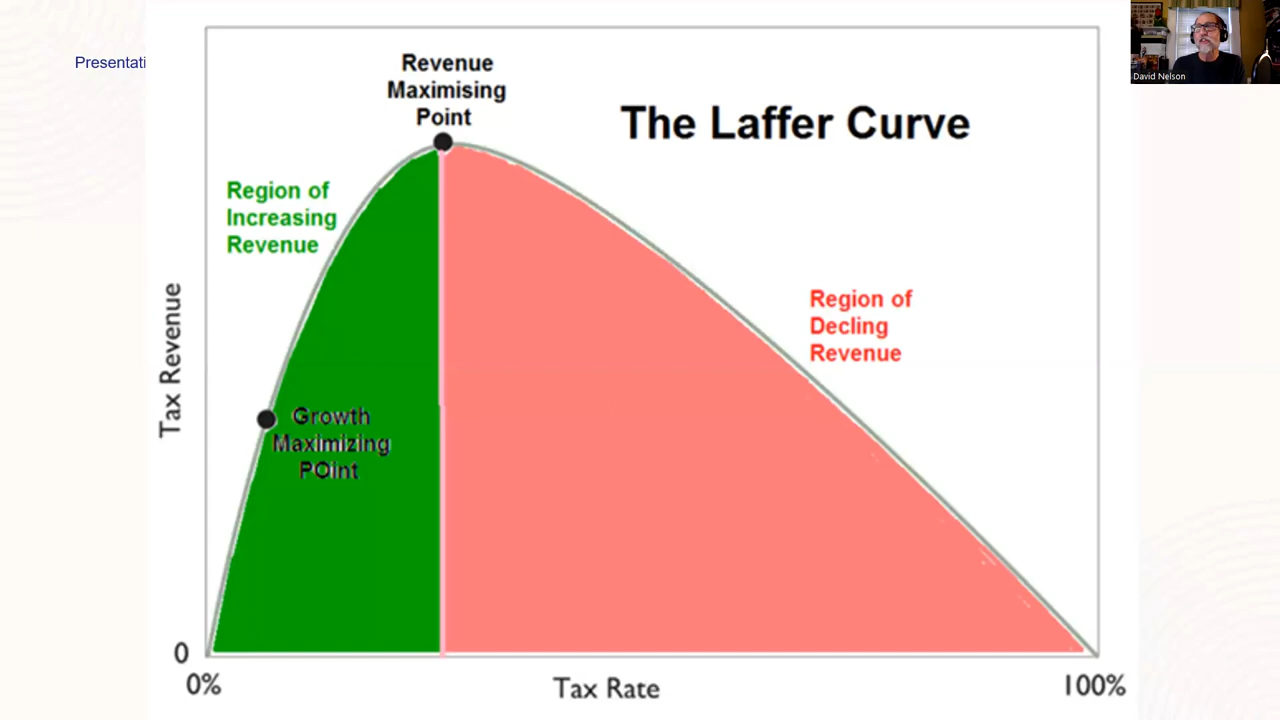 Presentati
David Nelson
The Laffer Curve
Revenue
Maximising
Point
Region of
Increasing
Revenue
Region of
Decling
Revenue
Growth
Maximizing
POint
Tax Revenue
0
0%
Tax Rate
100%